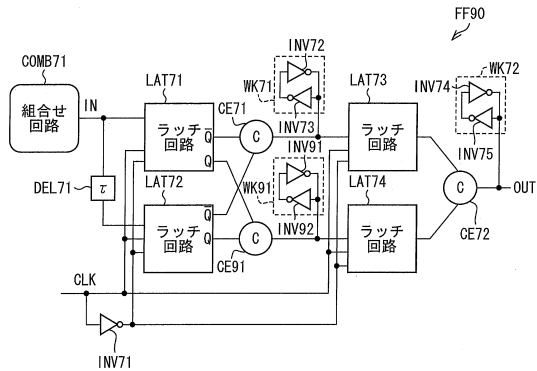 FF90
COMB71
組合せ
回路
IN
DEL71
τ
LAT71
ラッチ
回路
Q
Q
LAT72
ラッチ
回路
Q
Q
CE71
C
CE91
C
INV72
WK71
INV73
INV91
WK91
INV92
LAT73
ラッチ
回路
LAT74
ラッチ
回路
INV74
WK72
INV75
C
OUT
CE72
CLK
INV71